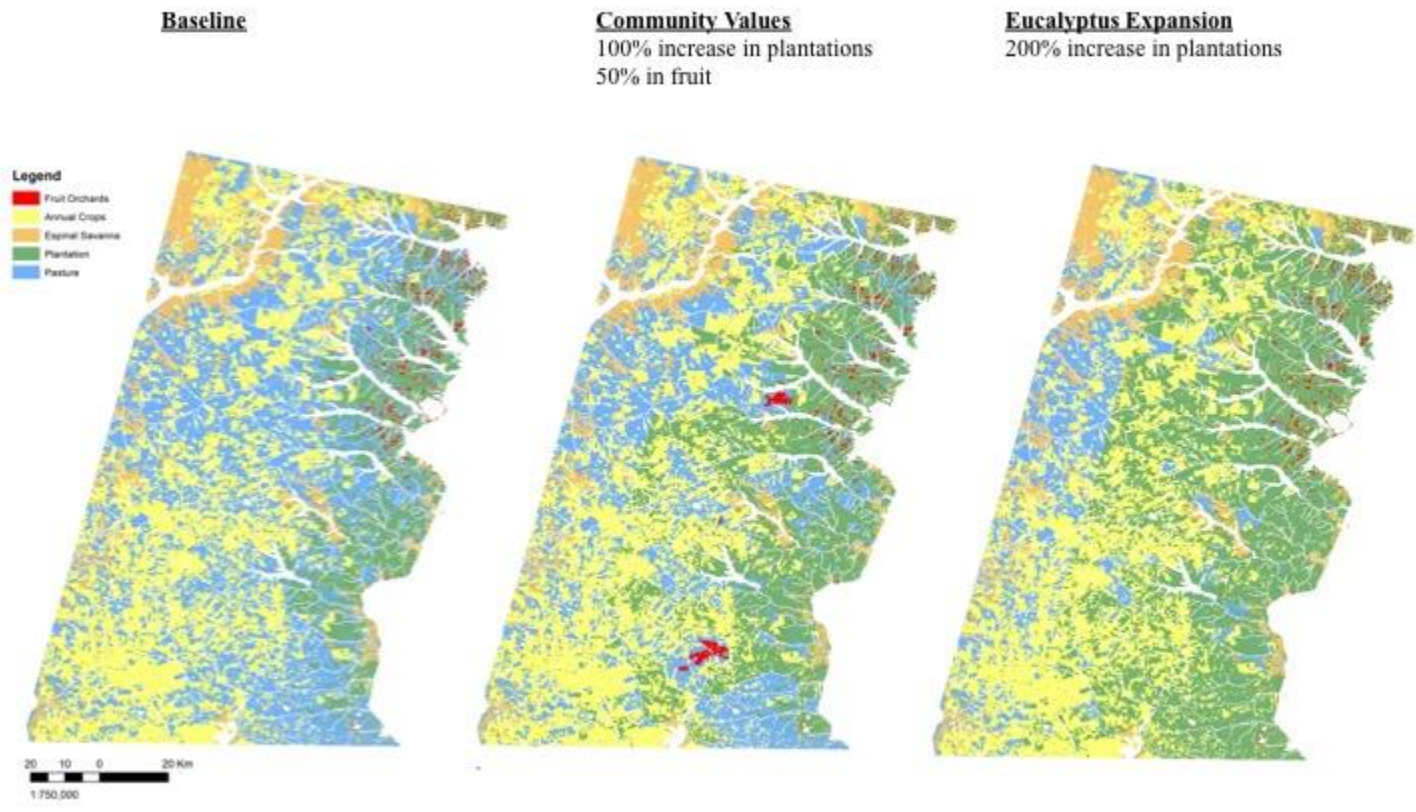 Baseline
Community Values
100% increase in plantations
50% in fruit
Eucalyptus Expansion
200% increase in plantations
Legend
Fruit Orchards
Annual Crops
Espinal Savanna
Plantation
Pasture
20 10 0 20 Km
1:750,000